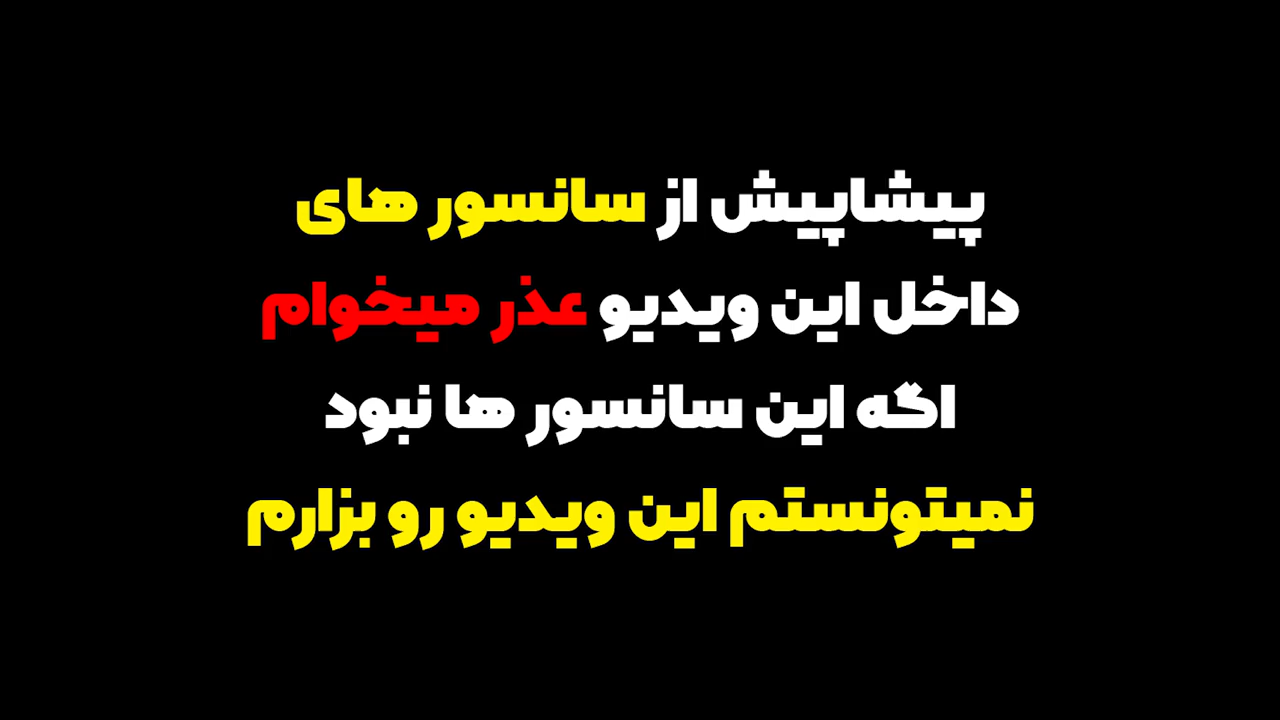 پیشاپیش از سانسور های
داخل این ویدیو عذر میخوام
اگه این سانسور ها نبود
نمیتونستم این ویدیو رو بزارم